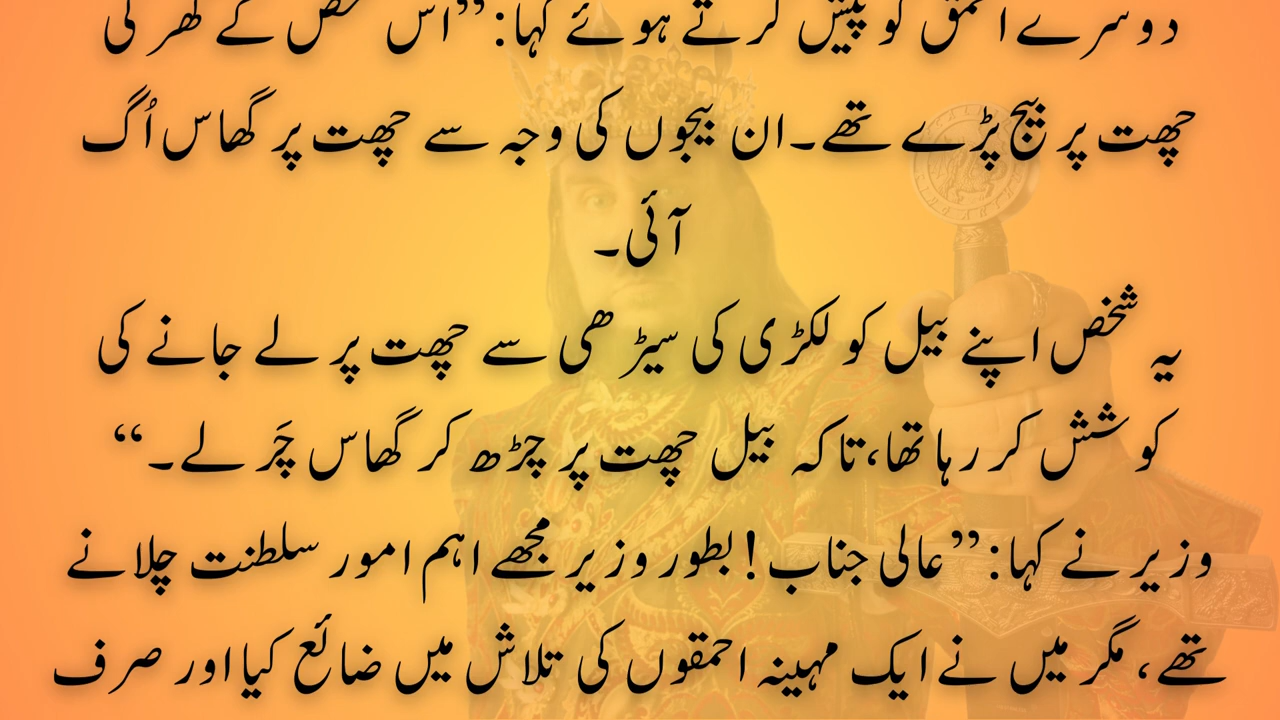 دوسرے احمق کو پیش کرتے ہوئے کہا:”اس شخص کے گھر کی
چھت پر بیج پڑے تھے۔ان بیجوں کی وجہ سے چھت پر گھاس اُگ
آئی۔
یہ شخص اپنے بیل کو لکڑی کی سیڑھی سے چھت پر لے جانے کی
کوشش کر رہا تھا،تاکہ بیل چھت پر چڑھ کر گھاس چَر لے۔“
وزیر نے کہا:”عالی جناب!بطور وزیر مجھے اہم امور سلطنت چلانے
تھے، مگر میں نے ایک مہینہ احمقوں کی تلاش میں ضائع کیا اور صرف